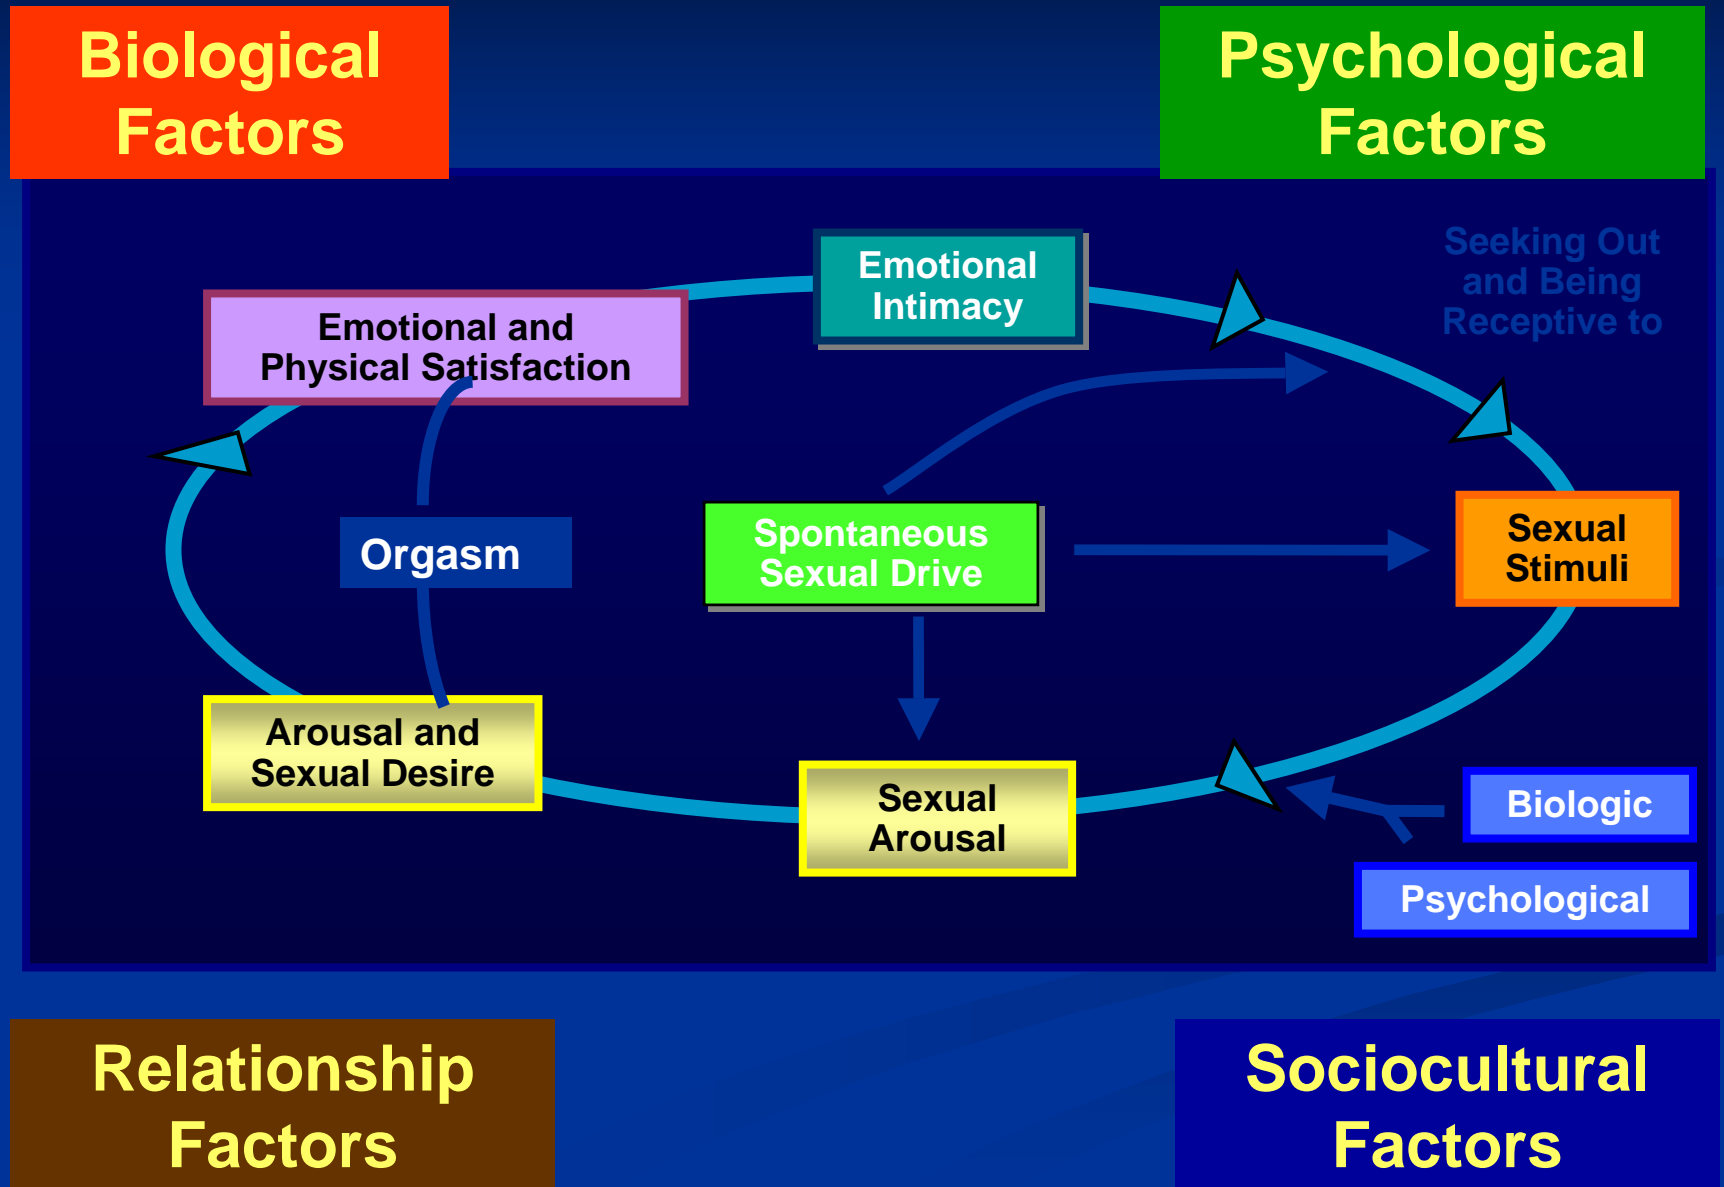 Biological
Factors
Psychological
Factors
Seeking Out
and Being
Receptive to
Emotional
Intimacy
Emotional and
Physical Satisfaction
Orgasm
Spontaneous
Sexual Drive
Sexual
Stimuli
Arousal and
Sexual Desire
Sexual
Arousal
Biologic
Psychological
Relationship
Factors
Sociocultural
Factors